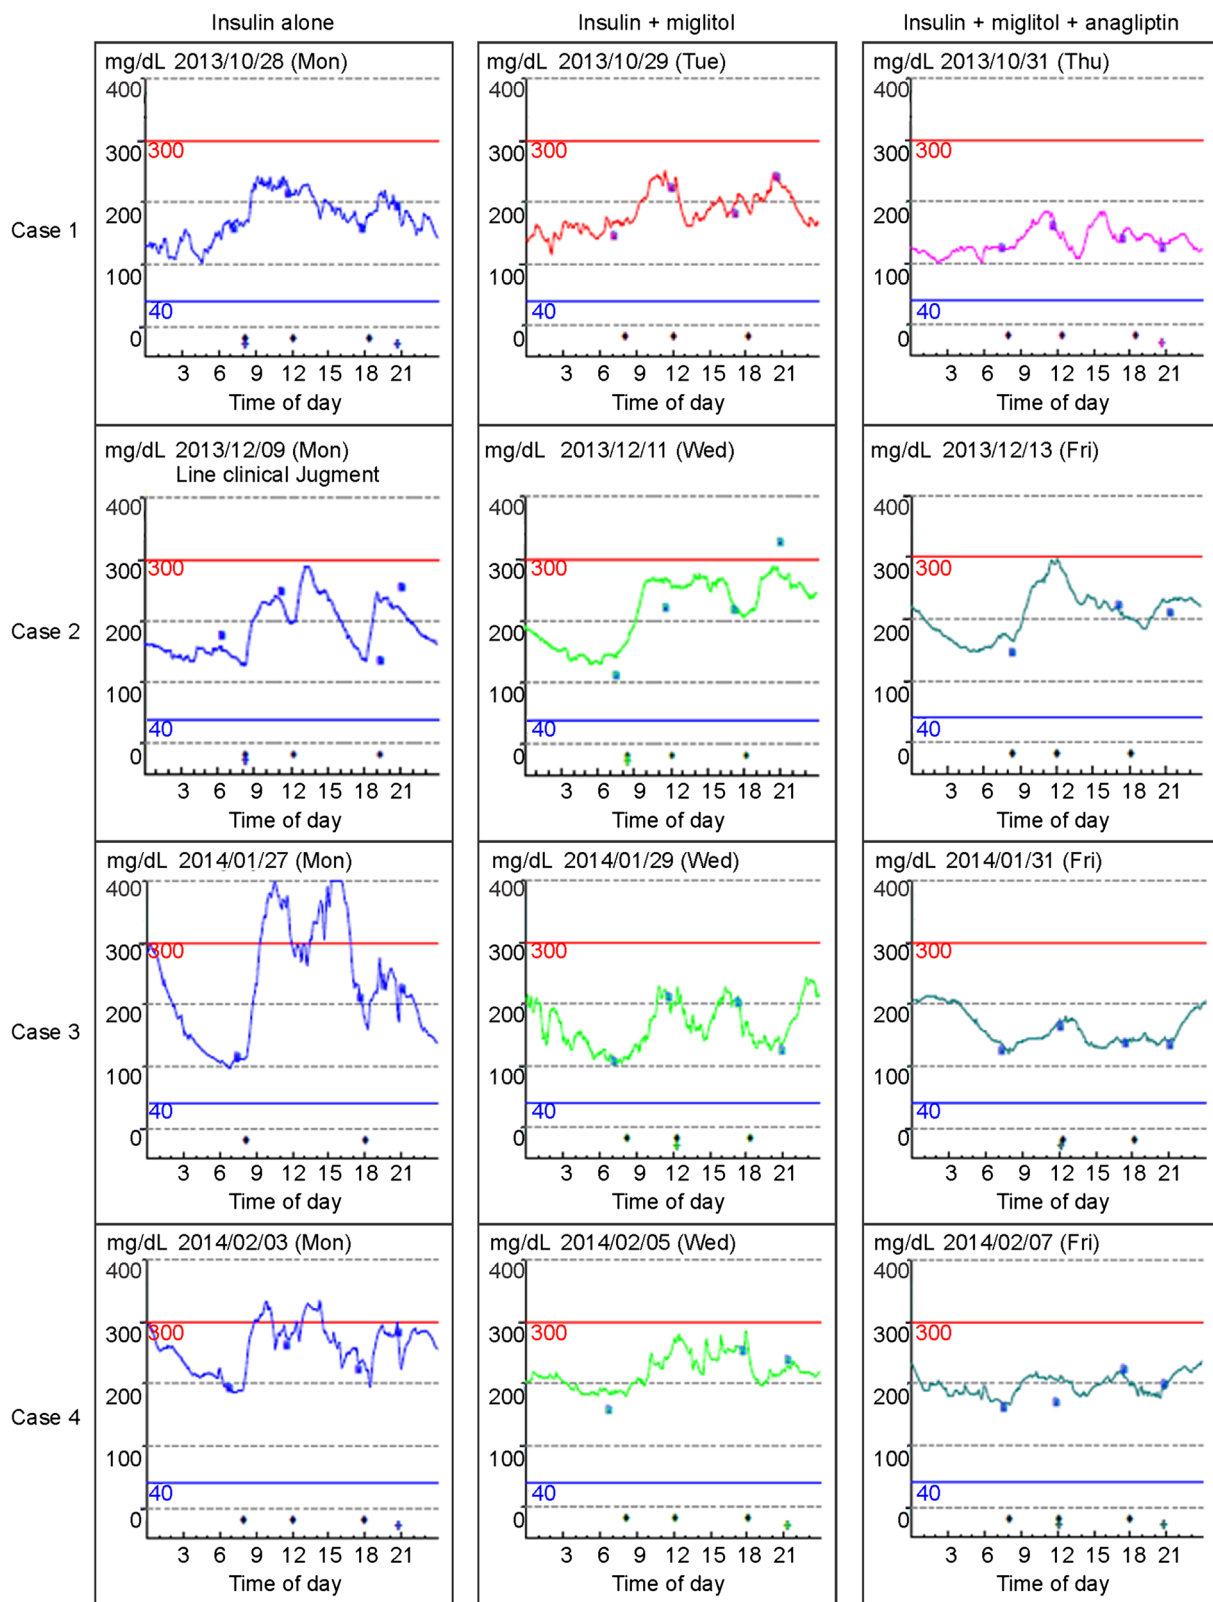 Insulin alone
Insulin + miglitol
Insulin + miglitol + anagliptin
Case 1
mg/dL 2013/10/28 (Mon)
400
300
300
200
100
40
0
3 6 9 12 15 18 21
Time of day
mg/dL 2013/10/29 (Tue)
400
300
300
200
100
40
0
3 6 9 12 15 18 21
Time of day
mg/dL 2013/10/31 (Thu)
400
300
300
200
100
40
0
3 6 9 12 15 18 21
Time of day
Case 2
mg/dL 2013/12/09 (Mon)
Line clinical Jugment
400
300
300
200
100
40
0
3 6 9 12 15 18 21
Time of day
mg/dL 2013/12/11 (Wed)
400
300
300
200
100
40
0
3 6 9 12 15 18 21
Time of day
mg/dL 2013/12/13 (Fri)
400
300
300
200
100
40
0
3 6 9 12 15 18 21
Time of day
Case 3
mg/dL 2014/01/27 (Mon)
400
300
300
200
100
40
0
3 6 9 12 15 18 21
Time of day
mg/dL 2014/01/29 (Wed)
400
300
300
200
100
40
0
3 6 9 12 15 18 21
Time of day
mg/dL 2014/01/31 (Fri)
400
300
300
200
100
40
0
3 6 9 12 15 18 21
Time of day
Case 4
mg/dL 2014/02/03 (Mon)
400
300
300
200
100
40
0
3 6 9 12 15 18 21
Time of day
mg/dL 2014/02/05 (Wed)
400
300
300
200
100
40
0
3 6 9 12 15 18 21
Time of day
mg/dL 2014/02/07 (Fri)
400
300
300
200
100
40
0
3 6 9 12 15 18 21
Time of day